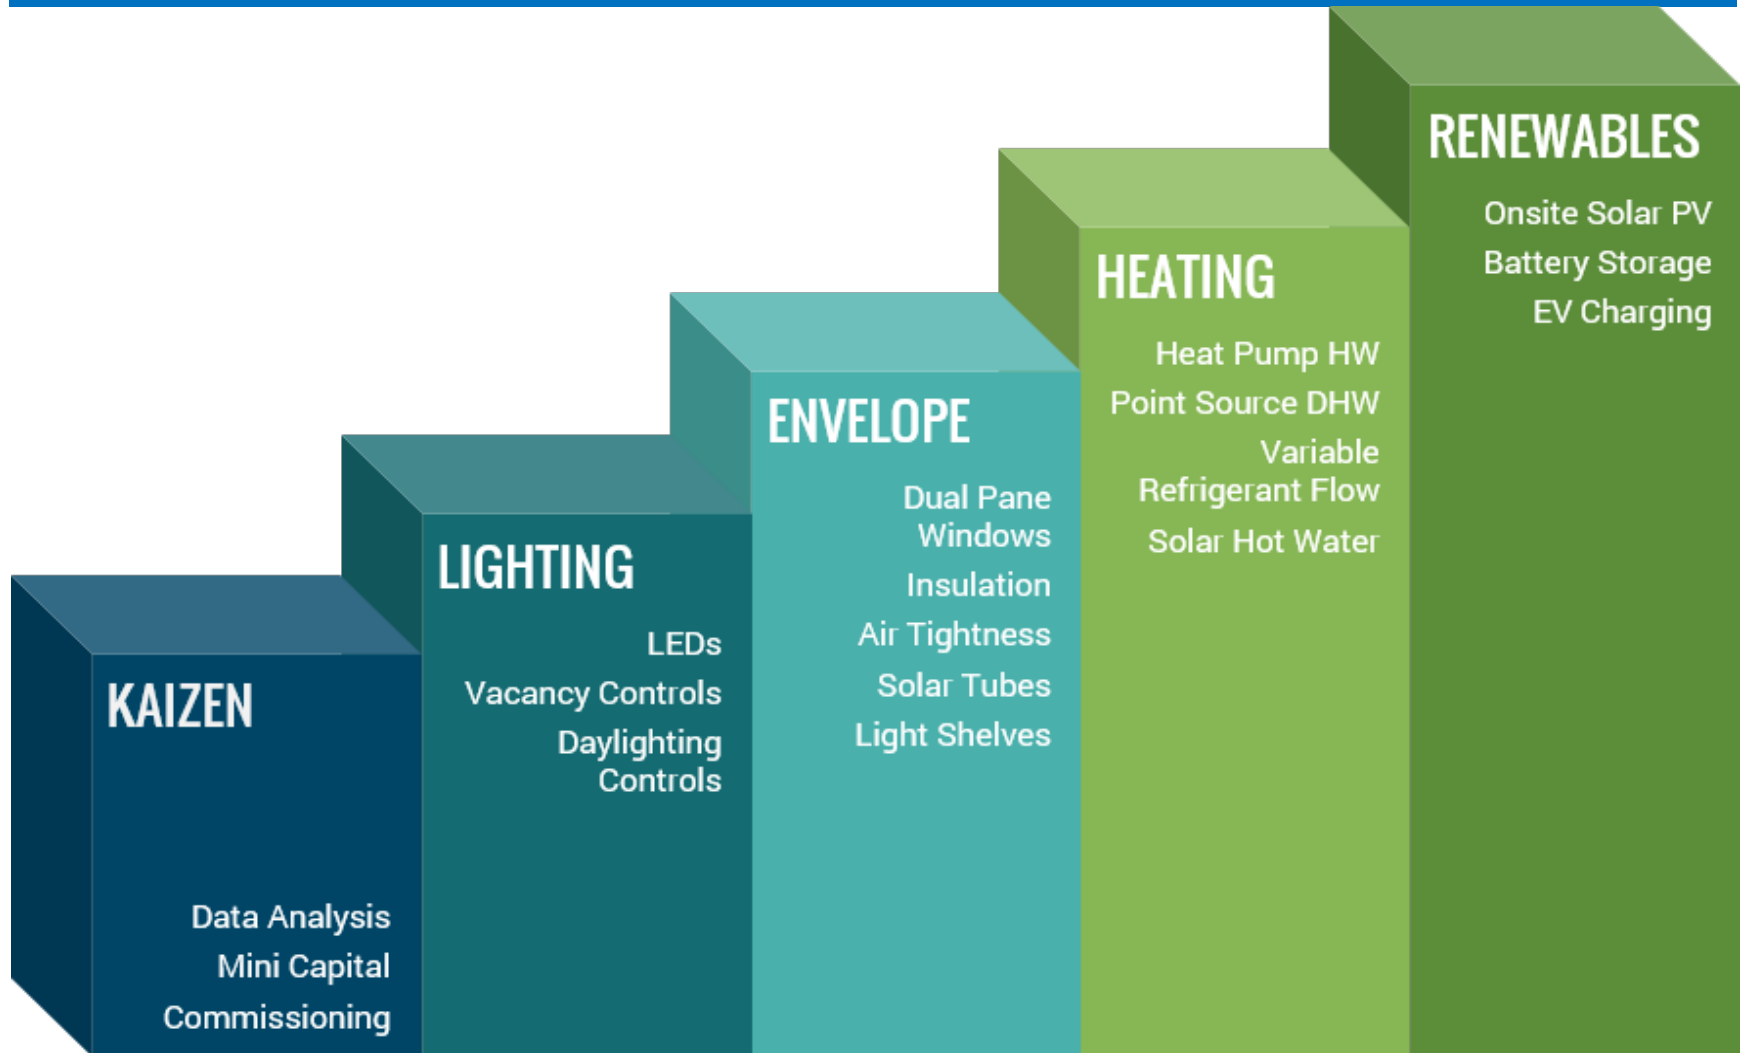 KAIZEN
Data Analysis
Mini Capital
Commissioning
LIGHTING
LEDs
Vacancy Controls
Daylighting
Controls
ENVELOPE
Dual Pane
Windows
Insulation
Air Tightness
Solar Tubes
Light Shelves
HEATING
Heat Pump HW
Point Source DHW
Variable
Refrigerant Flow
Solar Hot Water
RENEWABLES
Onsite Solar PV
Battery Storage
EV Charging